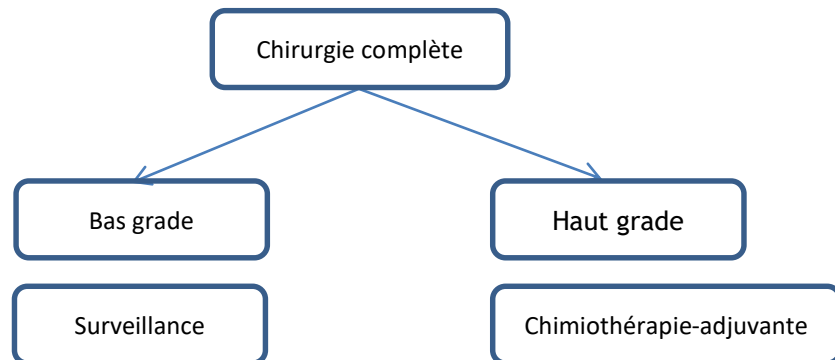 Chirurgie complète
Bas grade
Haut grade
Surveillance
Chimiothérapie-adjuvante